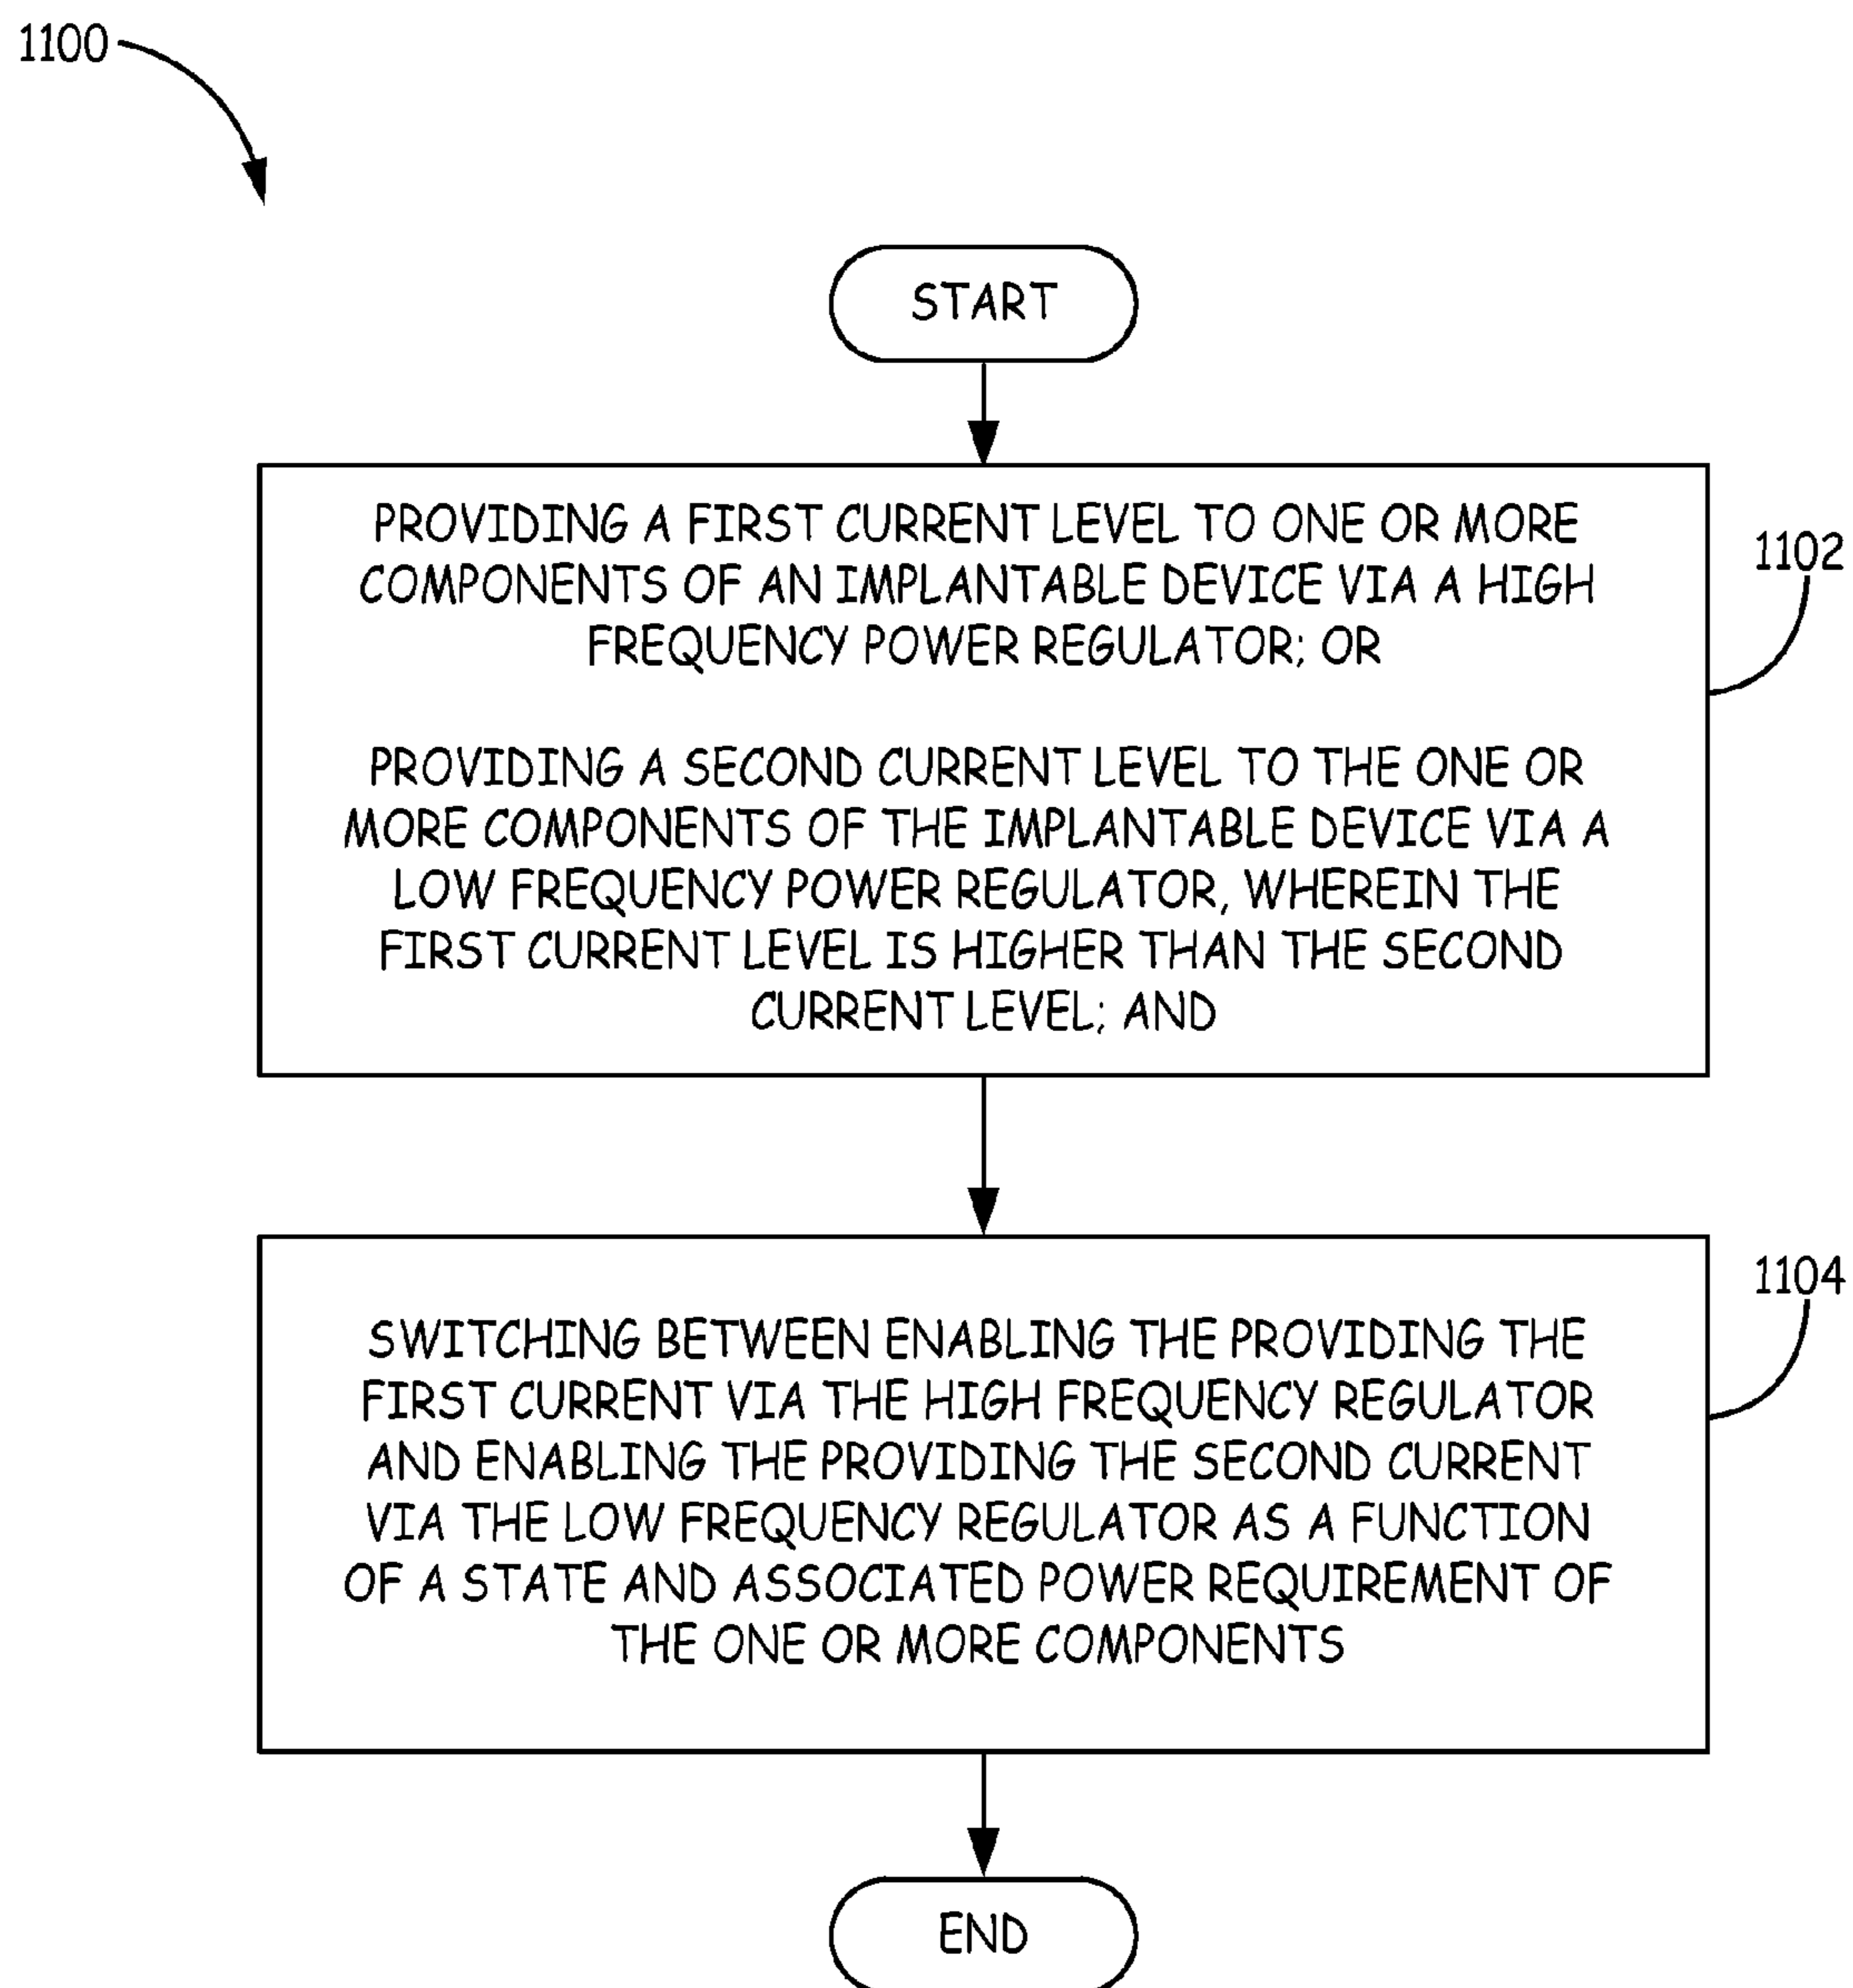 1100
START
PROVIDING A FIRST CURRENT LEVEL TO ONE OR MORE
COMPONENTS OF AN IMPLANTABLE DEVICE VIA A HIGH
FREQUENCY POWER REGULATOR; OR
1102
PROVIDING A SECOND CURRENT LEVEL TO THE ONE OR
MORE COMPONENTS OF THE IMPLANTABLE DEVICE VIA A
LOW FREQUENCY POWER REGULATOR, WHEREIN THE
FIRST CURRENT LEVEL IS HIGHER THAN THE SECOND
CURRENT LEVEL; AND
1104
SWITCHING BETWEEN ENABLING THE PROVIDING THE
FIRST CURRENT VIA THE HIGH FREQUENCY REGULATOR
AND ENABLING THE PROVIDING THE SECOND CURRENT
VIA THE LOW FREQUENCY REGULATOR AS A FUNCTION
OF A STATE AND ASSOCIATED POWER REQUIREMENT OF
THE ONE OR MORE COMPONENTS
END